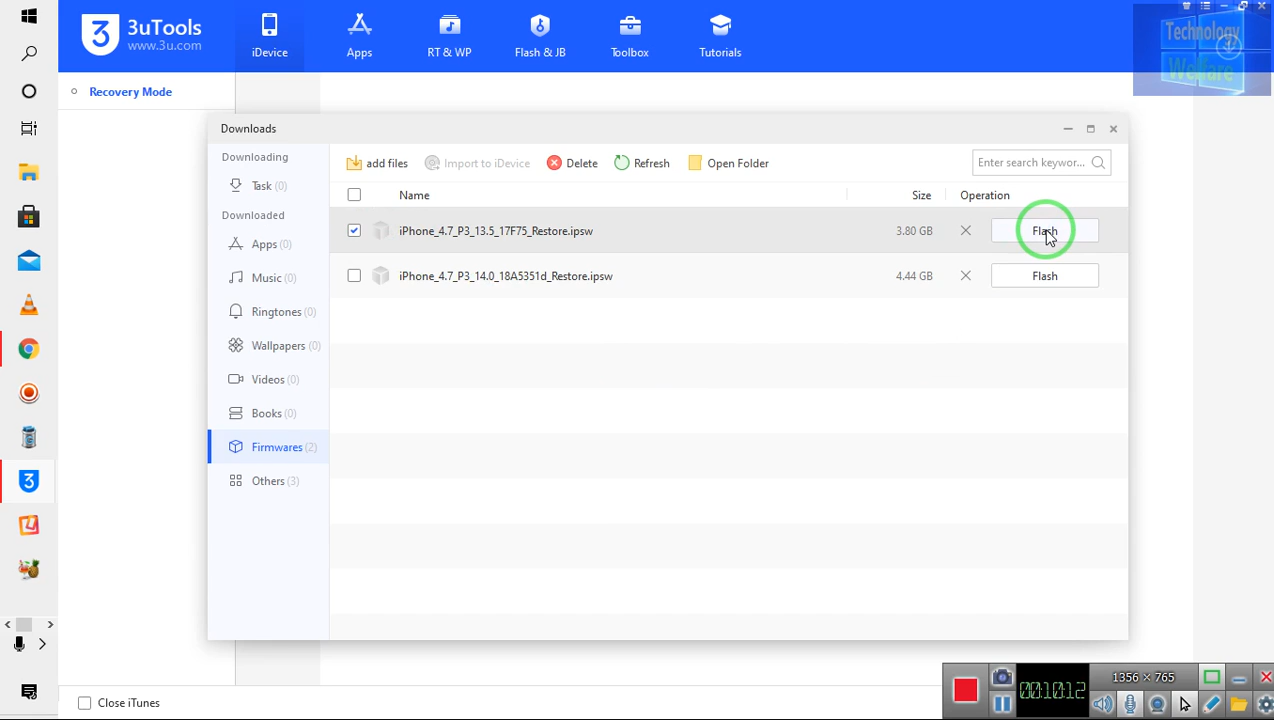 3uTools
www.3u.com
iDevice
Apps
RT & WP
Flash & JB
Toolbox
Tutorials
Technology
Welfare
Recovery Mode
Downloads
Downloading
Task (0)
Downloaded
Apps (0)
Music (0)
Ringtones (0)
Wallpapers (0)
Videos (0)
Books (0)
Firmwares (2)
Others (3)
add files
Import to iDevice
Delete
Refresh
Open Folder
Enter search keywor...
Name
Size
Operation
iPhone_4.7_P3_13.5_17F75_Restore.ipsw
3.80 GB
Flash
iPhone_4.7_P3_14.0_18A5351d_Restore.ipsw
4.44 GB
Flash
Close iTunes
00:10:12
1356 × 765